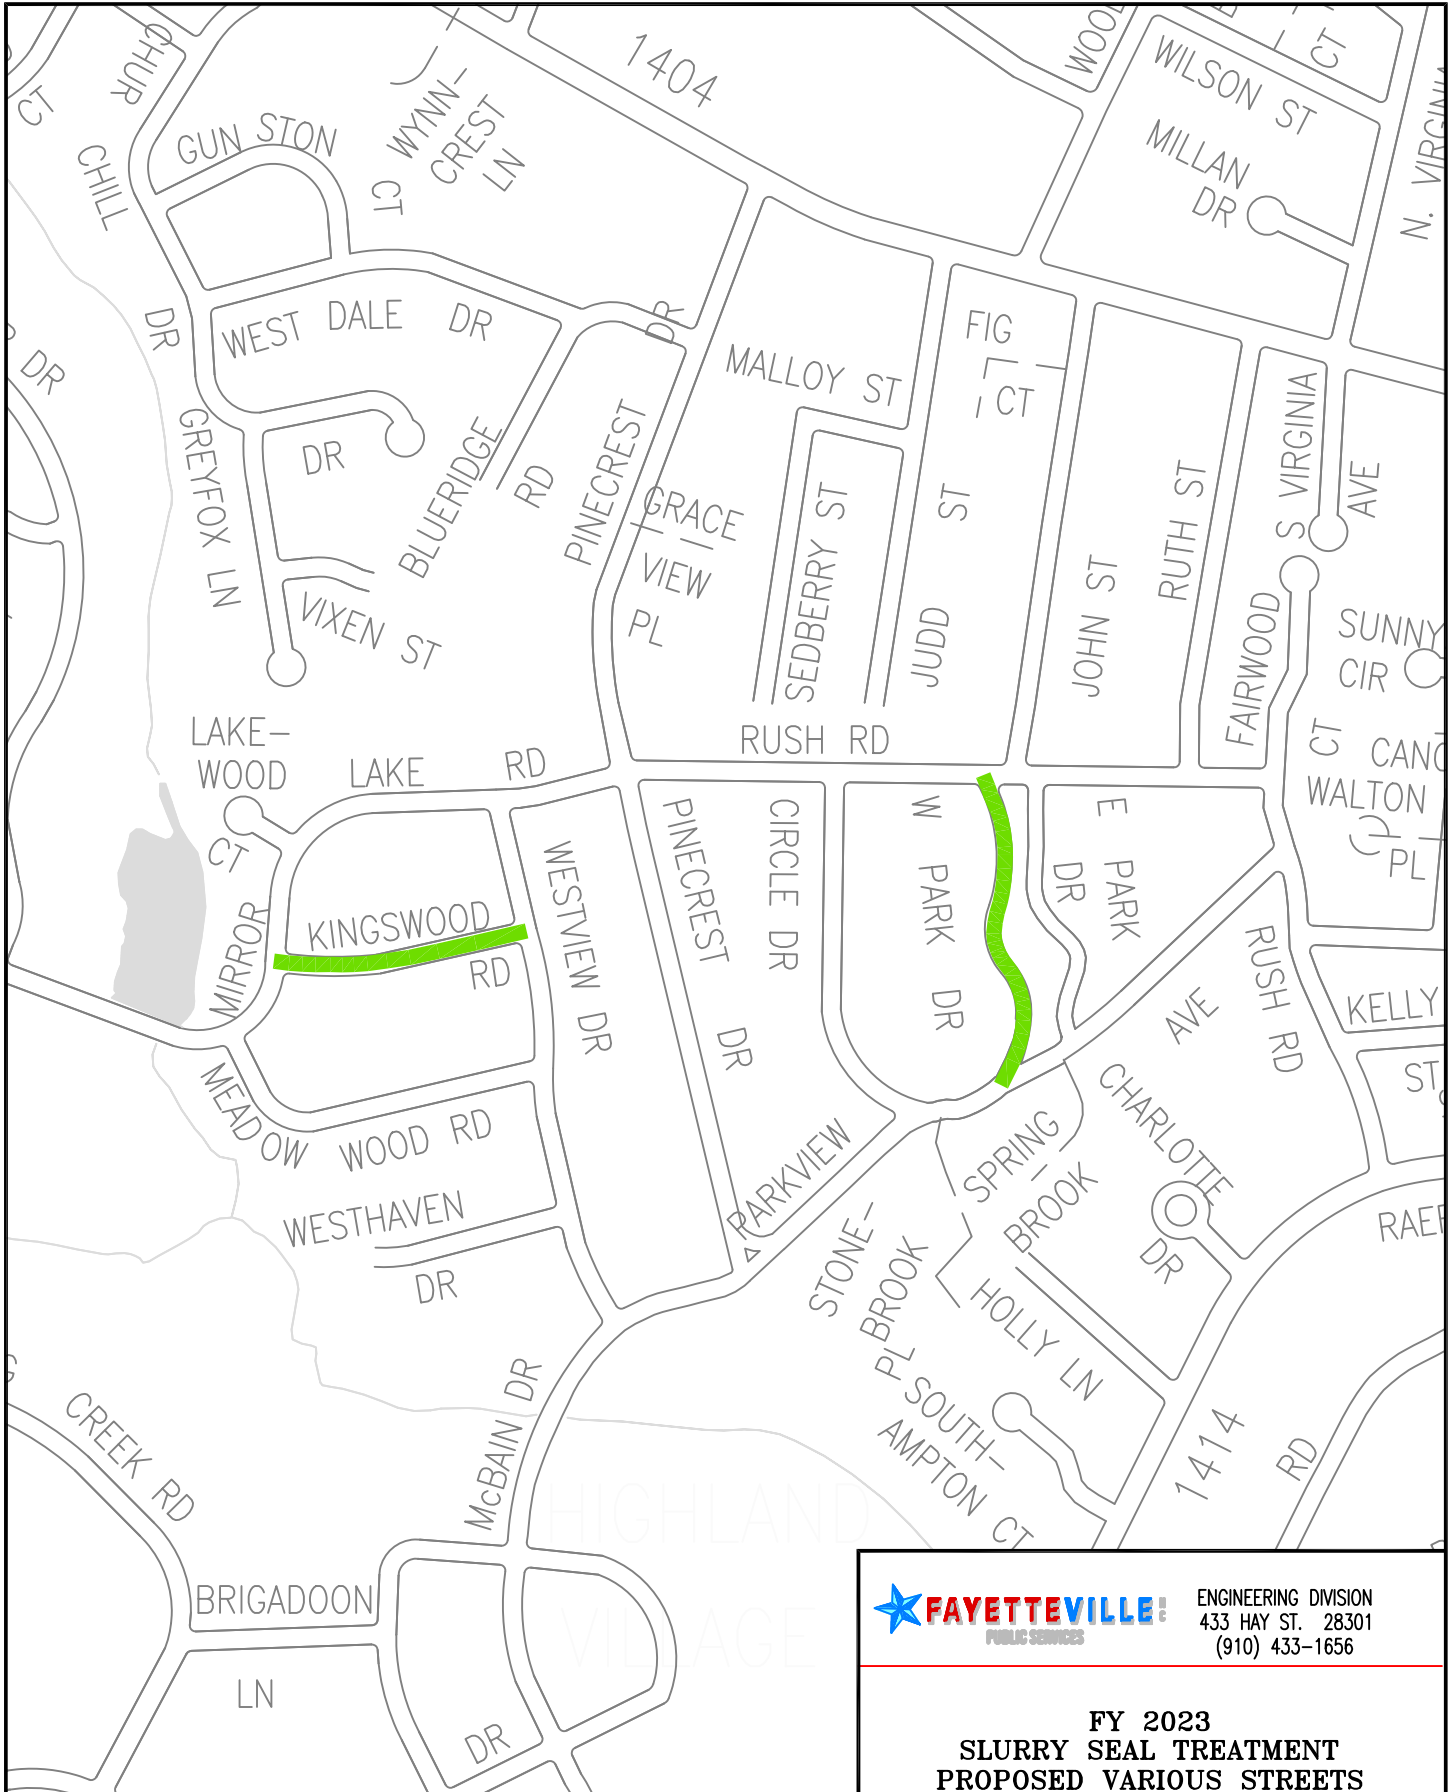 1404
WOOD
CT
WILSON ST
MILLAN
DR
N. VIRGINIA
CHUR
CHILL
DR
CT
GUN STON
CT
WYNN-
CREST
LN
WEST DALE DR
DR
DR
GREYFOX LN
BLUERIDGE
RD
PINECREST
DR
VIXEN ST
MALLOY ST
FIG
CT
GRACE
VIEW
PL
SEDBERRY ST
JUDD ST
JOHN ST
RUTH ST
S VIRGINIA
AVE
FAIRWOOD
CT
SUNNY
CIR
LAKE-
WOOD
CT
LAKE RD
RUSH RD
WALTON
PL
MIRROR
KINGSWOOD
RD
WESTVIEW DR
PINECREST DR
CIRCLE DR
W PARK DR
E PARK
DR
RUSH RD
KELLY
ST
MEADOW WOOD RD
WESTHAVEN
DR
PARKVIEW AVE
CHARLOTTE
DR
SPRING
BROOK
STONE-
BROOK
PL
HOLLY LN
SOUTH-
AMPTON CT
1414
RD
McBAIN DR
CREEK RD
BRIGADOON
LN
DR
HIGHLAND
VILLAGE
FAYETTEVILLE NC
PUBLIC SERVICES
ENGINEERING DIVISION
433 HAY ST. 28301
(910) 433-1656
FY 2023
SLURRY SEAL TREATMENT
PROPOSED VARIOUS STREETS